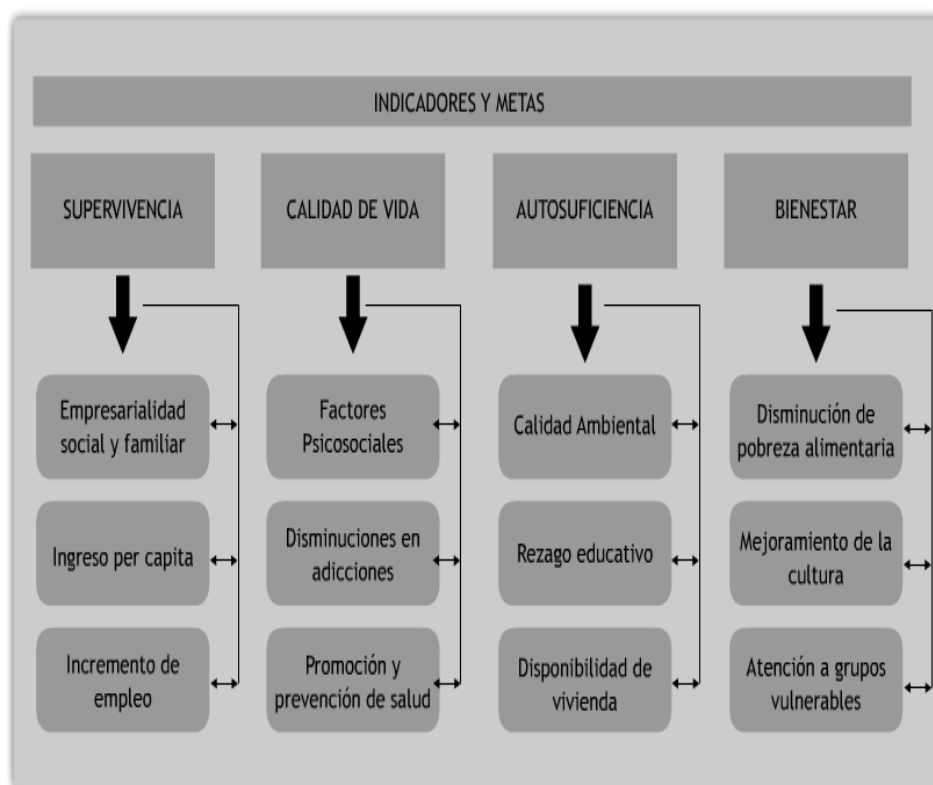 INDICADORES Y METAS
SUPERVIVENCIA
CALIDAD DE VIDA
AUTOSUFICIENCIA
BIENESTAR
Empresarialidad
social y familiar
Ingreso per capita
Incremento de
empleo
Factores
Psicosociales
Disminuciones en
adicciones
Promoción y
prevención de salud
Calidad Ambiental
Rezago educativo
Disponibilidad de
vivienda
Disminución de
pobreza alimentaria
Mejoramiento de la
cultura
Atención a grupos
vulnerables